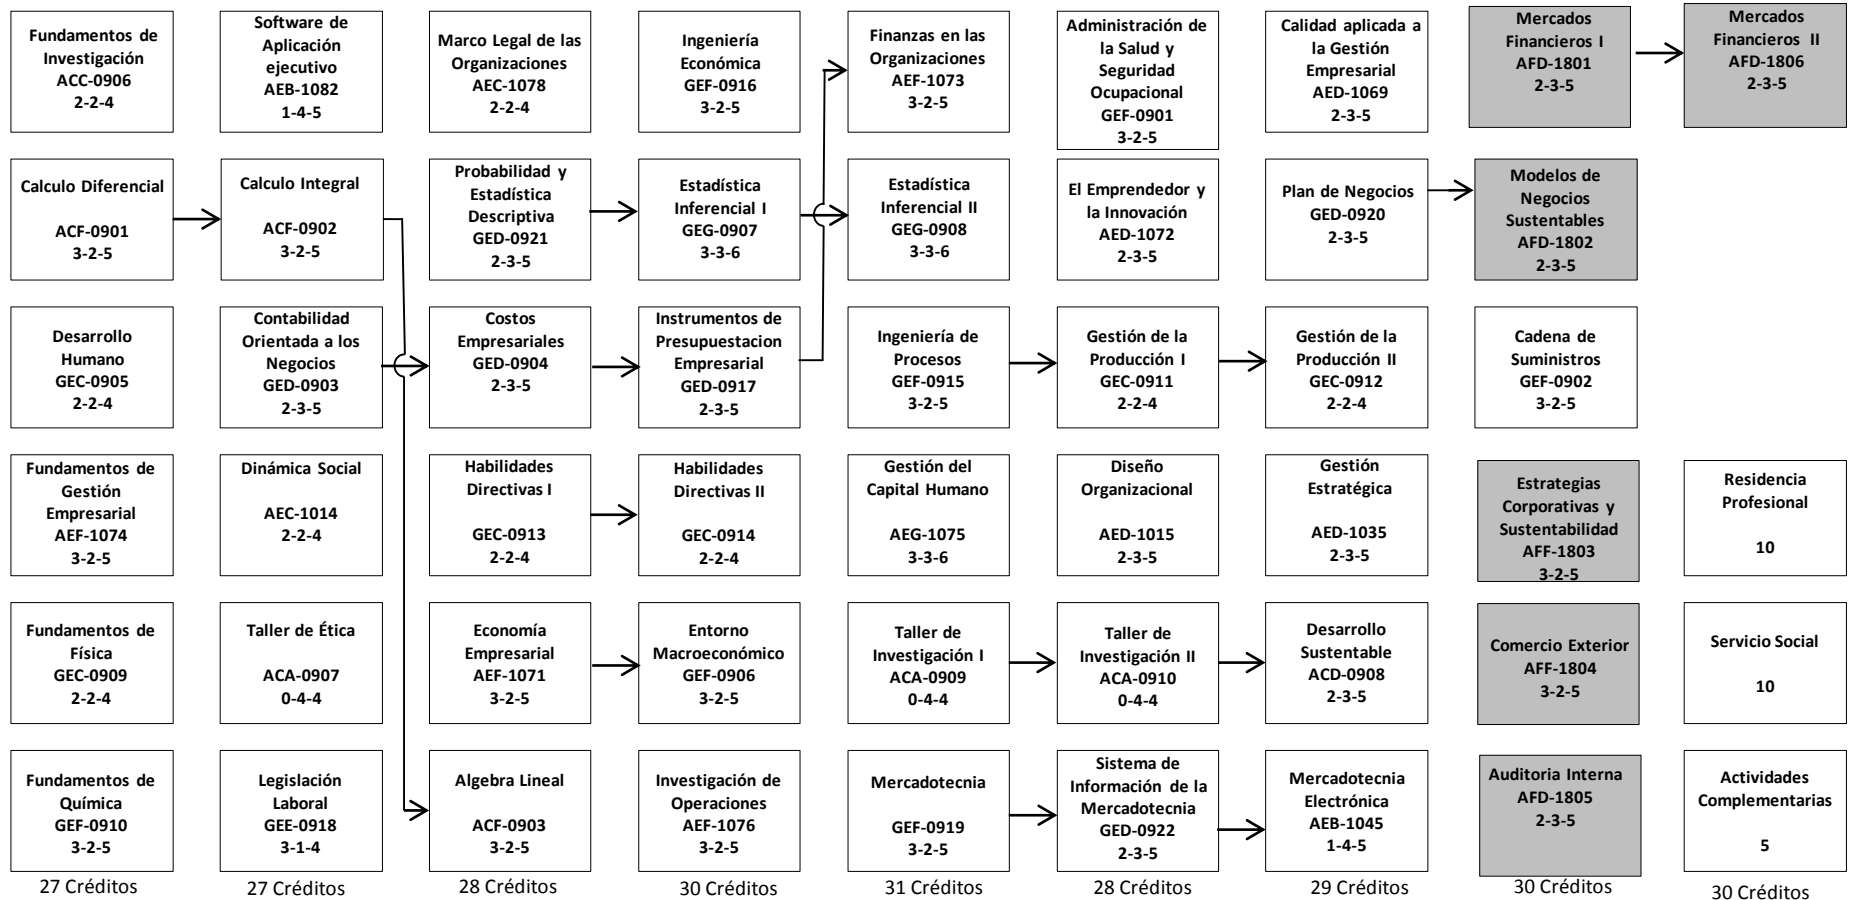 Fundamentos de
Investigación
ACC-0906
2-2-4
Software de
Aplicación
ejecutivo
AEB-1082
1-4-5
Marco Legal de las
Organizaciones
AEC-1078
2-2-4
Ingeniería
Económica
GEF-0916
3-2-5
Finanzas en las
Organizaciones
AEF-1073
3-2-5
Administración de
la Salud y
Seguridad
Ocupacional
GEF-0901
3-2-5
Calidad aplicada a
la Gestión
Empresarial
AED-1069
2-3-5
Mercados
Financieros I
AFD-1801
2-3-5
Mercados
Financieros II
AFD-1806
2-3-5
Calculo Diferencial
ACF-0901
3-2-5
Calculo Integral
ACF-0902
3-2-5
Probabilidad y
Estadística
Descriptiva
GED-0921
2-3-5
Estadística
Inferencial I
GEG-0907
3-3-6
Estadística
Inferencial II
GEG-0908
3-3-6
El Emprendedor y
la Innovación
AED-1072
2-3-5
Plan de Negocios
GED-0920
2-3-5
Modelos de
Negocios
Sustentables
AFD-1802
2-3-5
Desarrollo
Humano
GEC-0905
2-2-4
Contabilidad
Orientada a los
Negocios
GED-0903
2-3-5
Costos
Empresariales
GED-0904
2-3-5
Instrumentos de
Presupuestacion
Empresarial
GED-0917
2-3-5
Ingeniería de
Procesos
GEF-0915
3-2-5
Gestión de la
Producción I
GEC-0911
2-2-4
Gestión de la
Producción II
GEC-0912
2-2-4
Cadena de
Suministros
GEF-0902
3-2-5
Fundamentos de
Gestión
Empresarial
AEF-1074
3-2-5
Dinámica Social
AEC-1014
2-2-4
Habilidades
Directivas I
GEC-0913
2-2-4
Habilidades
Directivas II
GEC-0914
2-2-4
Gestión del
Capital Humano
AEG-1075
3-3-6
Diseño
Organizacional
AED-1015
2-3-5
Gestión
Estratégica
AED-1035
2-3-5
Estrategias
Corporativas y
Sustentabilidad
AFF-1803
3-2-5
Residencia
Profesional
10
Fundamentos de
Física
GEC-0909
2-2-4
Taller de Ética
ACA-0907
0-4-4
Economía
Empresarial
AEF-1071
3-2-5
Entorno
Macroeconómico
GEF-0906
3-2-5
Taller de
Investigación I
ACA-0909
0-4-4
Taller de
Investigación II
ACA-0910
0-4-4
Desarrollo
Sustentable
ACD-0908
2-3-5
Comercio Exterior
AFF-1804
3-2-5
Servicio Social
10
Fundamentos de
Química
GEF-0910
3-2-5
Legislación
Laboral
GEE-0918
3-1-4
Algebra Lineal
ACF-0903
3-2-5
Investigación de
Operaciones
AEF-1076
3-2-5
Mercadotecnia
GEF-0919
3-2-5
Sistema de
Información de la
Mercadotecnia
GED-0922
2-3-5
Mercadotecnia
Electrónica
AEB-1045
1-4-5
Auditoria Interna
AFD-1805
2-3-5
Actividades
Complementarias
5
27 Créditos
27 Créditos
28 Créditos
30 Créditos
31 Créditos
28 Créditos
29 Créditos
30 Créditos
30 Créditos